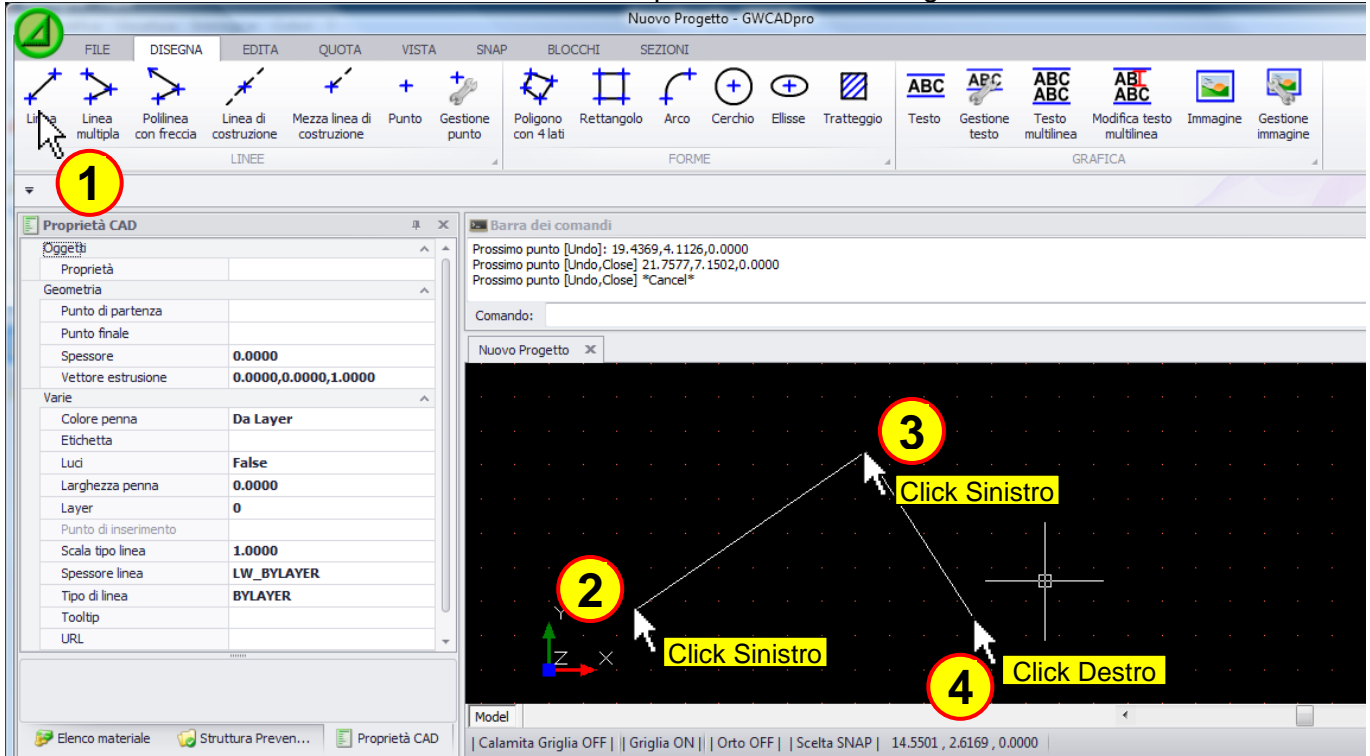 Nuovo Progetto - GWCADpro
FILE DISEGNA EDITA QUOTA VISTA SNAP BLOCCHI SEZIONI
ABC ABC ABC ABC ABC ABC
Linea Linea multipla Polilinea con freccia Linea di costruzione Mezza linea di costruzione Punto Gestione punto Poligono con 4 lati Rettangolo Arco Cerchio Ellisse Tratteggio Testo Gestione testo Testo multilinea Modifica testo multilinea Immagine Gestione immagine
LINEE FORME GRAFICA
1
Proprietà CAD
Oggetti
Proprietà
Geometria
Punto di partenza
Punto finale
Spessore 0.0000
Vettore estrusione 0.0000,0.0000,1.0000
Varie
Colore penna Da Layer
Etichetta
Luci False
Larghezza penna 0.0000
Layer 0
Punto di inserimento
Scala tipo linea 1.0000
Spessore linea LW_BYLAYER
Tipo di linea BYLAYER
Tooltip
URL
Elenco materiale Struttura Preven... Proprietà CAD
Barra dei comandi
Prossimo punto [Undo]: 19.4369,4.1126,0.0000
Prossimo punto [Undo,Close] 21.7577,7.1502,0.0000
Prossimo punto [Undo,Close] *Cancel*
Comando:
Nuovo Progetto
3
Click Sinistro
2
Y
Z X
Click Sinistro
4
Click Destro
Model
| Calamita Griglia OFF | || Griglia ON | | | Orto OFF | | Scelta SNAP | 14.5501 , 2.6169 , 0.0000